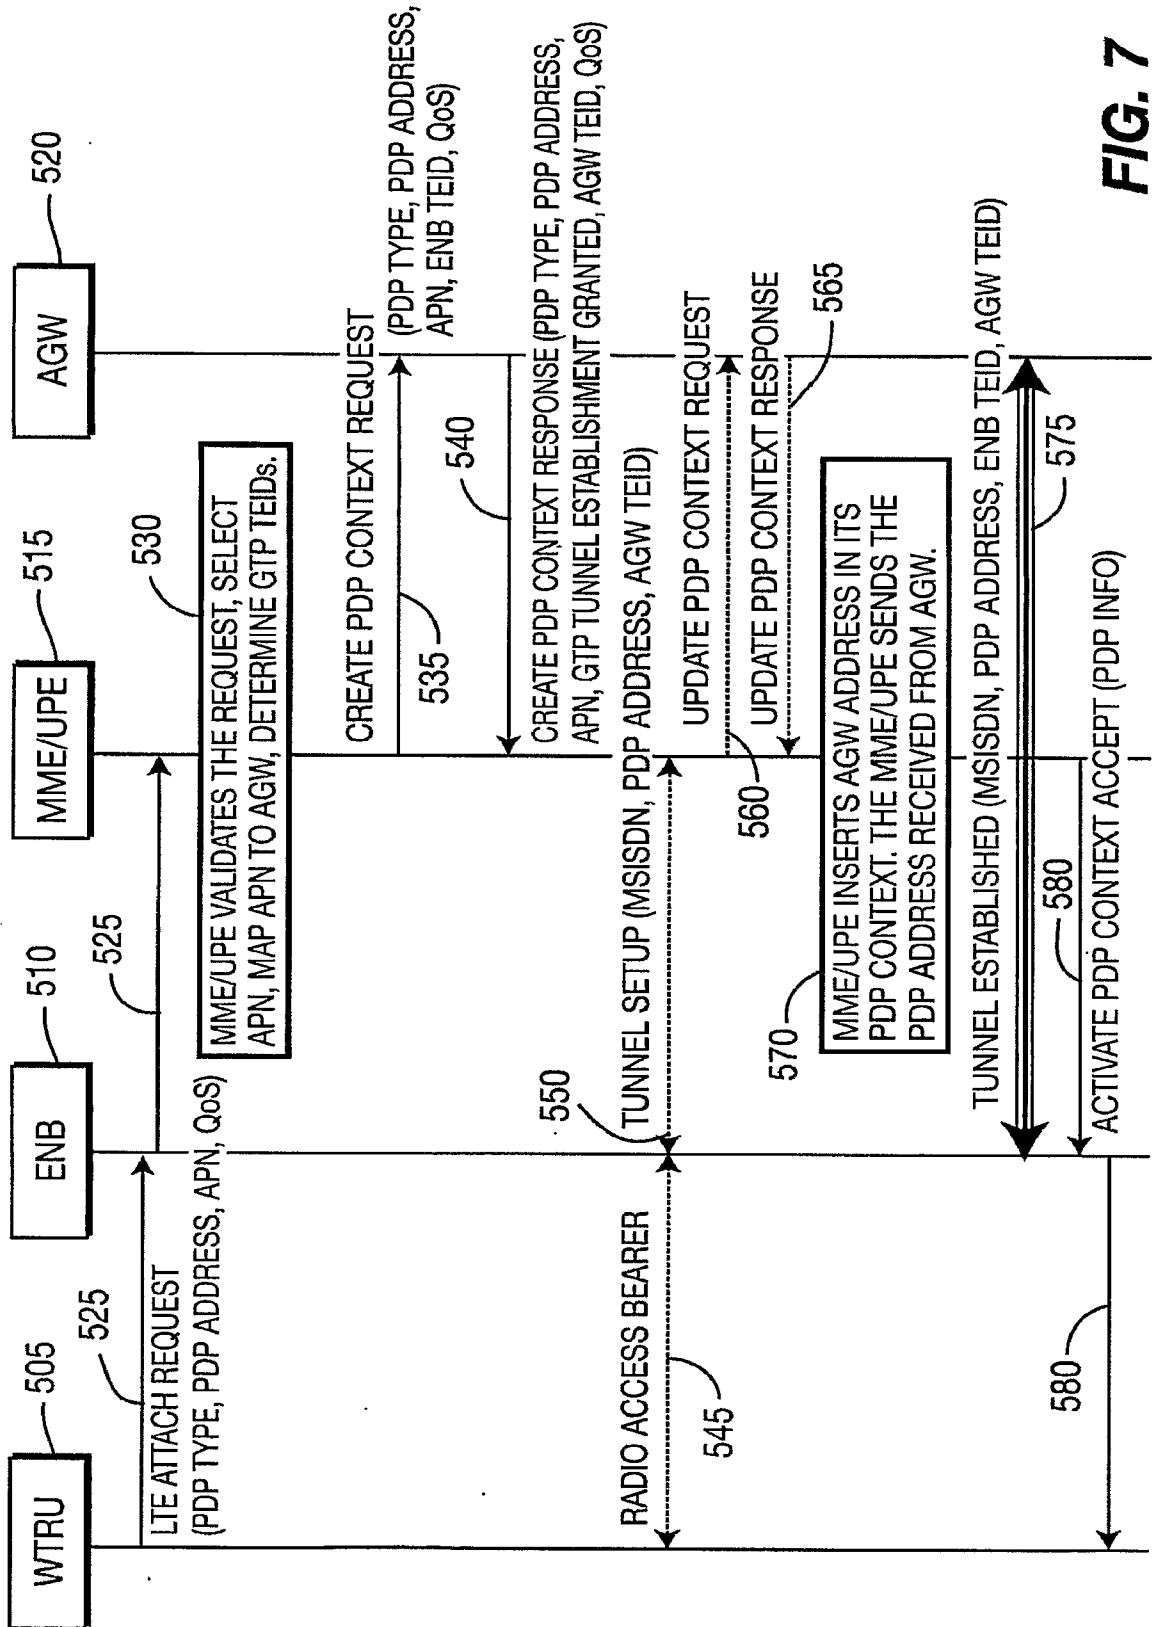 WTRU
505
ENB
510
MME/UPE
515
AGW
520
525
LTE ATTACH REQUEST
(PDP TYPE, PDP ADDRESS, APN, QoS)
525
530
MME/UPE VALIDATES THE REQUEST, SELECT
APN, MAP APN TO AGW, DETERMINE GTP TEIDs.
CREATE PDP CONTEXT REQUEST
535
(PDP TYPE, PDP ADDRESS,
APN, ENB TEID, QoS)
540
CREATE PDP CONTEXT RESPONSE (PDP TYPE, PDP ADDRESS,
APN, GTP TUNNEL ESTABLISHMENT GRANTED, AGW TEID, QoS)
RADIO ACCESS BEARER
545
550
TUNNEL SETUP (MSISDN, PDP ADDRESS, AGW TEID)
UPDATE PDP CONTEXT REQUEST
560
UPDATE PDP CONTEXT RESPONSE
565
570
MME/UPE INSERTS AGW ADDRESS IN ITS
PDP CONTEXT. THE MME/UPE SENDS THE
PDP ADDRESS RECEIVED FROM AGW.
TUNNEL ESTABLISHED (MSISDN, PDP ADDRESS, ENB TEID, AGW TEID)
575
580
ACTIVATE PDP CONTEXT ACCEPT (PDP INFO)
580
FIG. 7